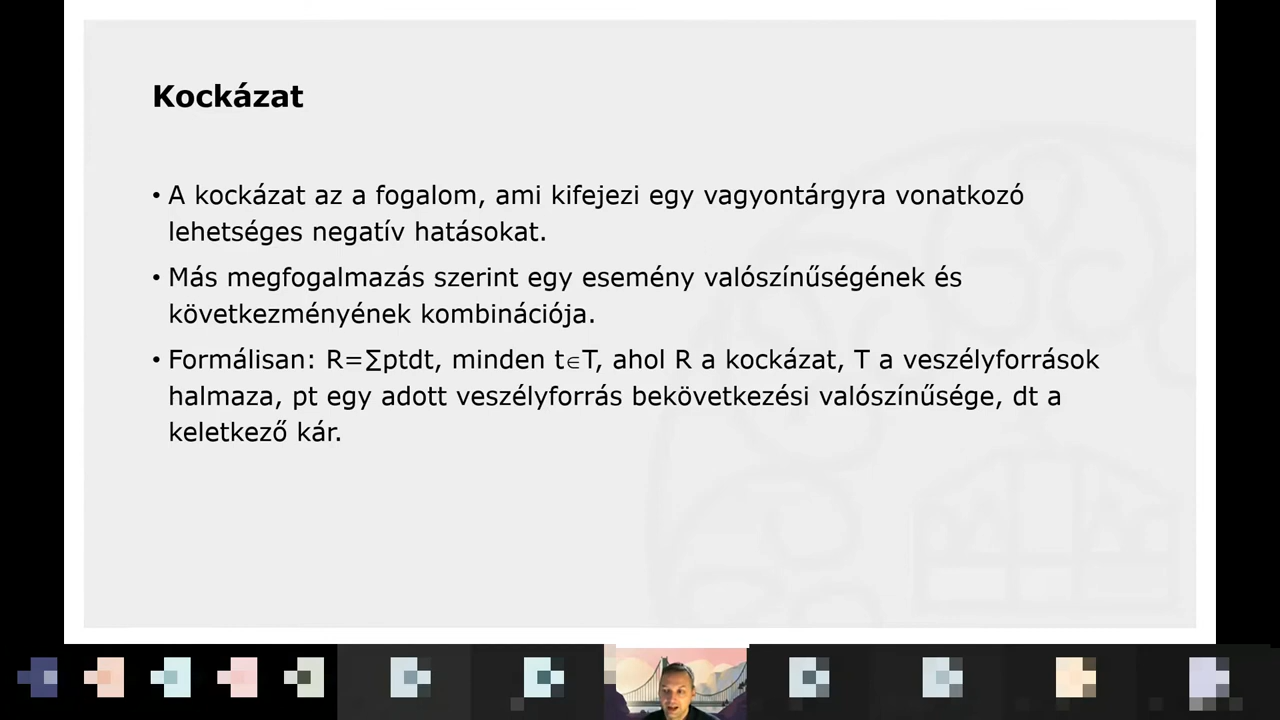 Kockázat
• A kockázat az a fogalom, ami kifejezi egy vagyontárgyra vonatkozó
lehetséges negatív hatásokat.
• Más megfogalmazás szerint egy esemény valószínűségének és
következményének kombinációja.
• Formálisan: R=∑ptdt, minden t∈T, ahol R a kockázat, T a veszélyforrások
halmaza, pt egy adott veszélyforrás bekövetkezési valószínűsége, dt a
keletkező kár.